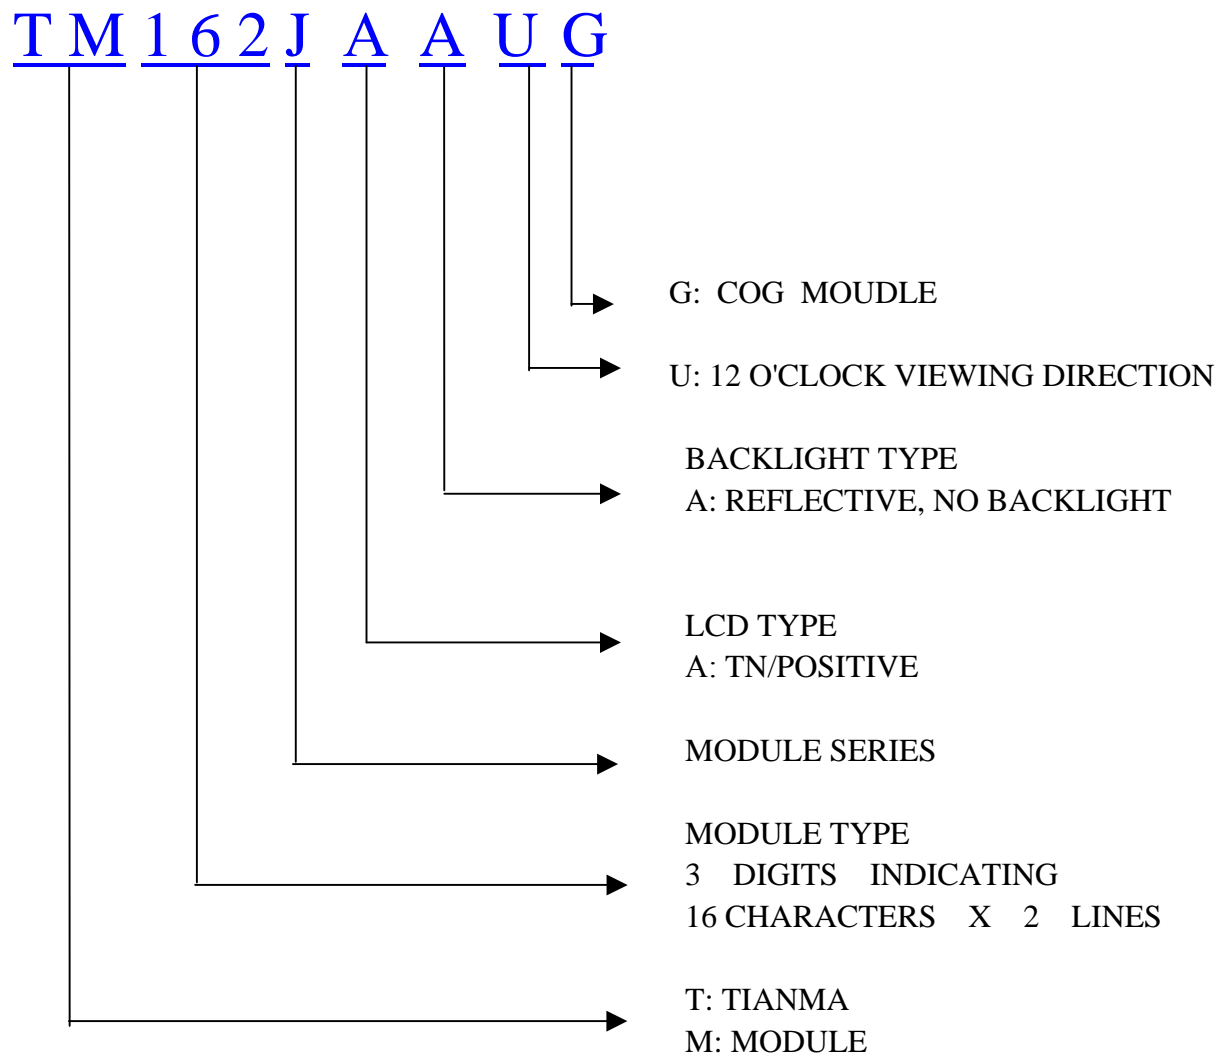 T M 1 6 2 J A A U G
G: COG MOUDLE
U: 12 O'CLOCK VIEWING DIRECTION
BACKLIGHT TYPE
A: REFLECTIVE, NO BACKLIGHT
LCD TYPE
A: TN/POSITIVE
MODULE SERIES
MODULE TYPE
3 DIGITS INDICATING
16 CHARACTERS X 2 LINES
T: TIANMA
M: MODULE